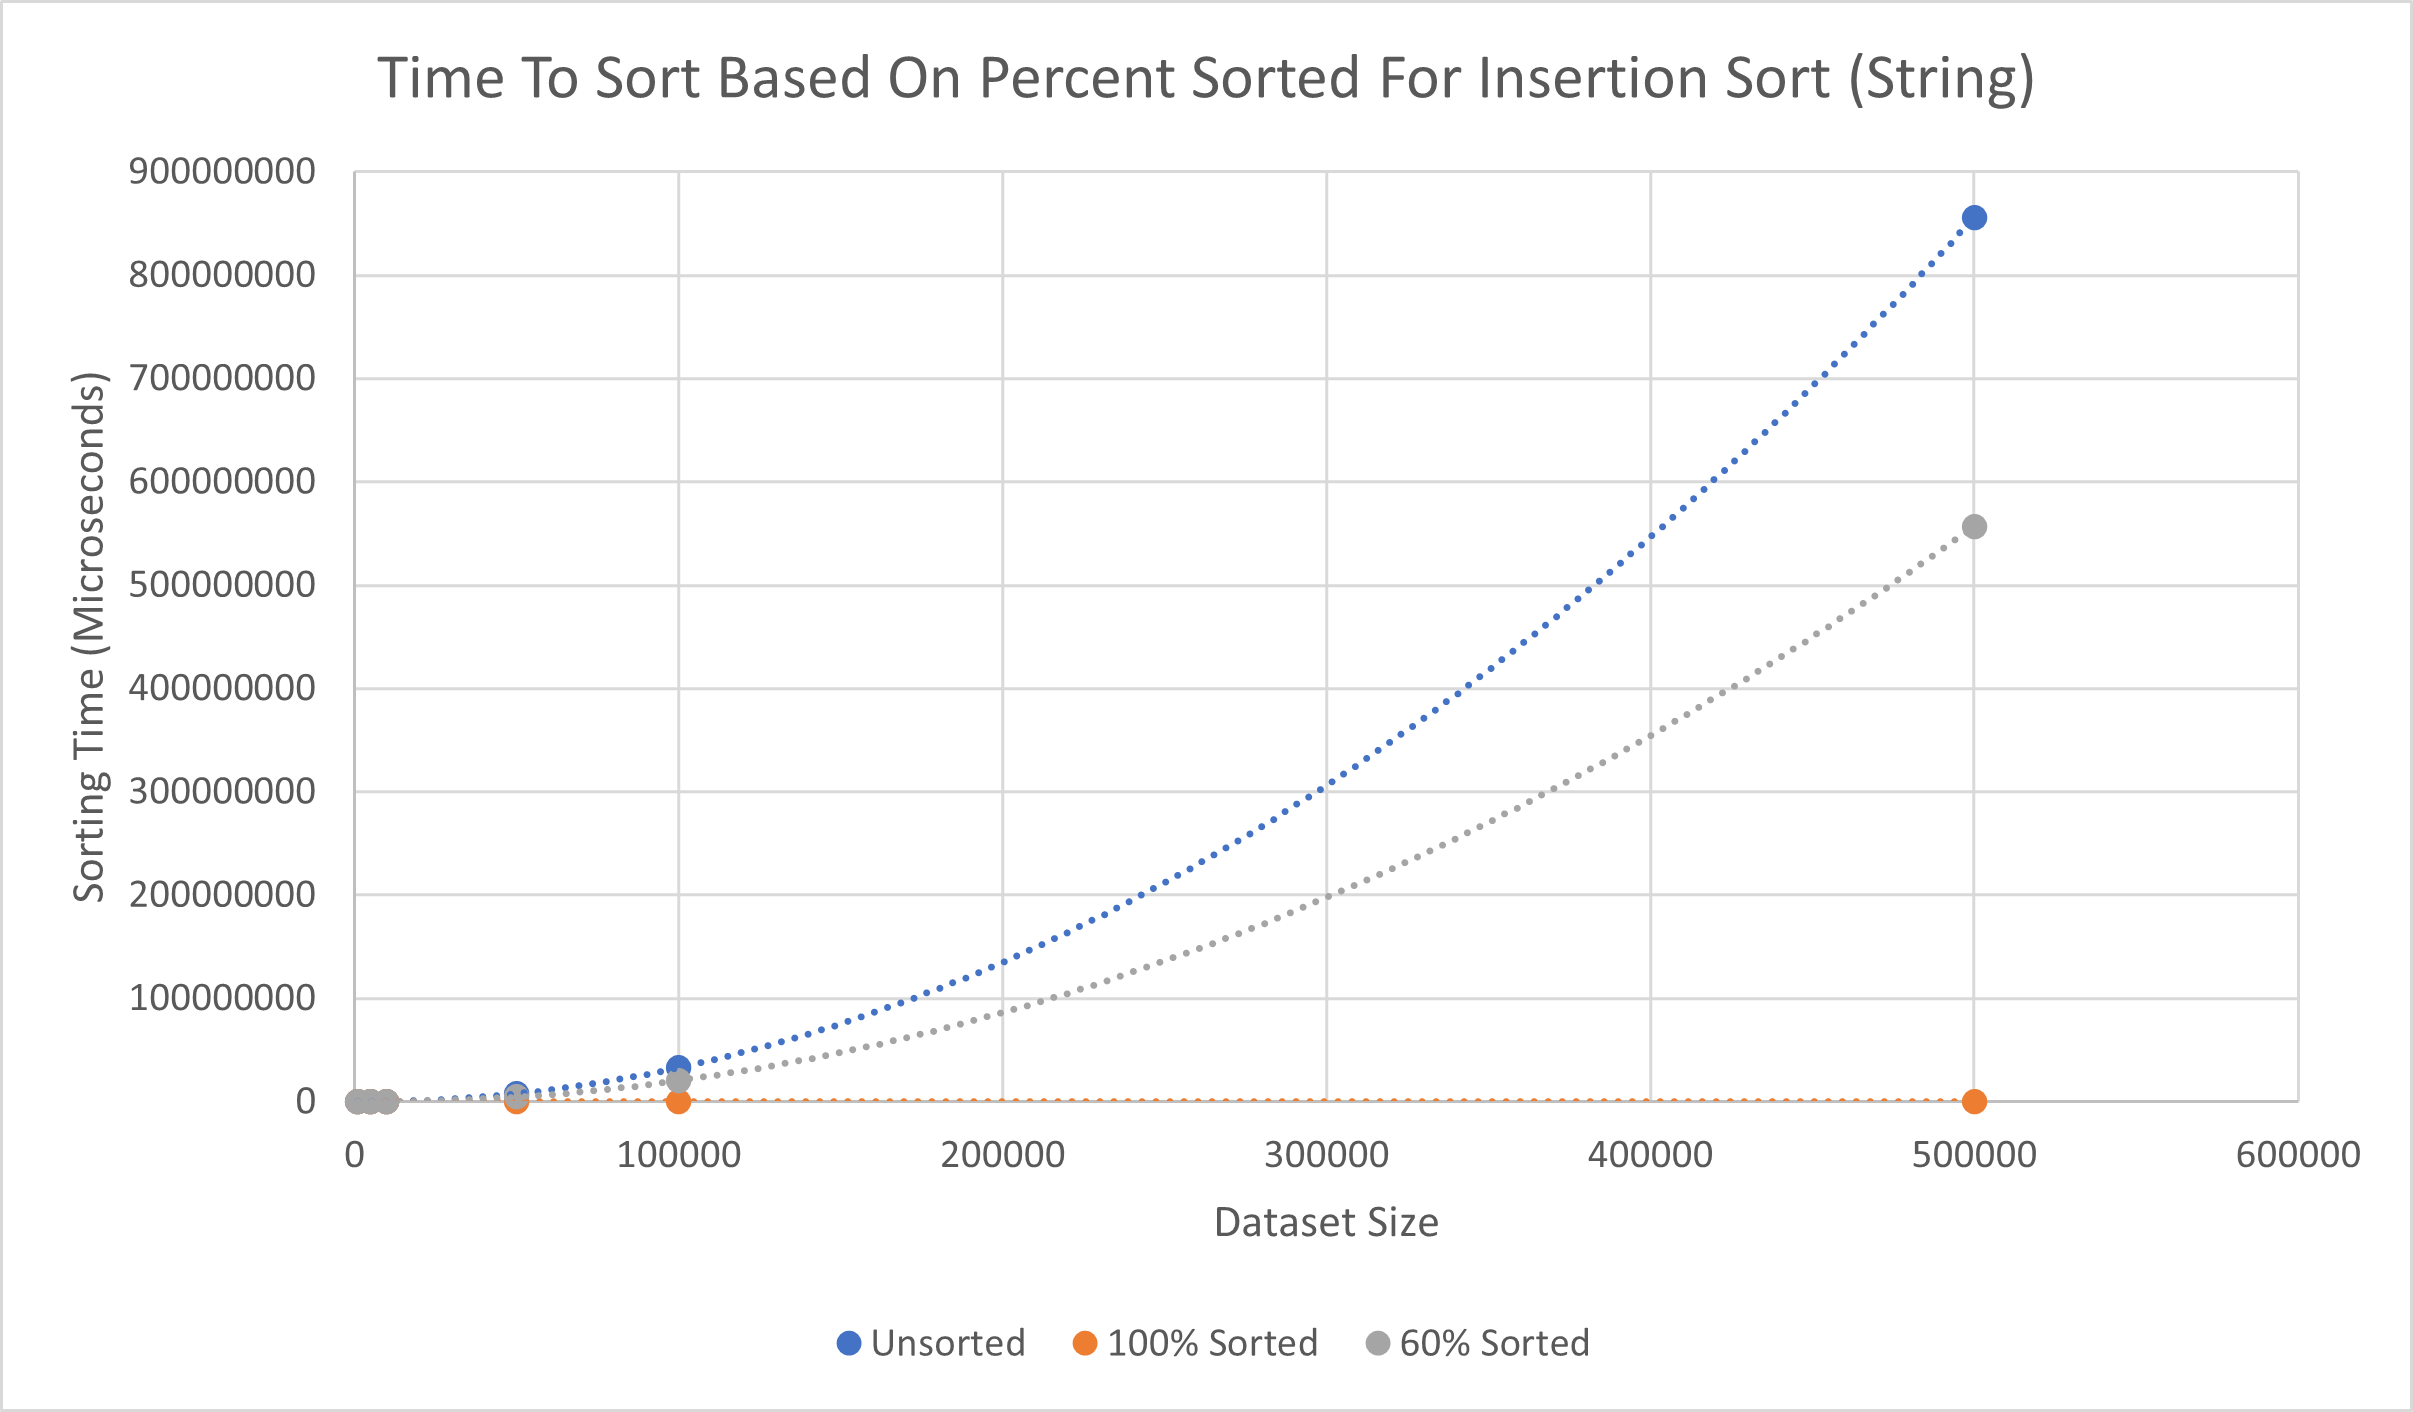 Time To Sort Based On Percent Sorted For Insertion Sort (String)
Sorting Time (Microseconds)
900000000
800000000
700000000
600000000
500000000
400000000
300000000
200000000
100000000
0
0 100000 200000 300000 400000 500000 600000
Dataset Size
Unsorted 100% Sorted 60% Sorted